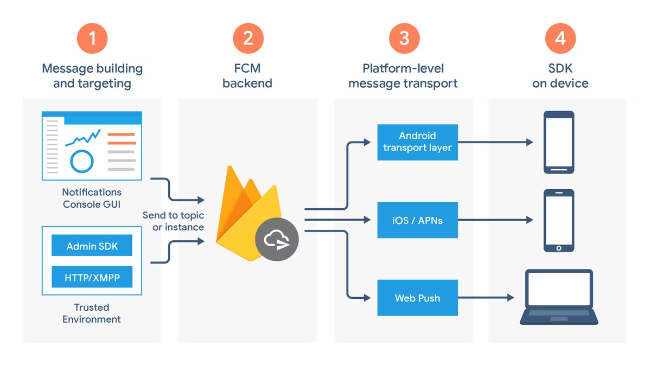 1
Message building
and targeting
2
FCM
backend
3
Platform-level
message transport
4
SDK
on device
Notifications
Console GUI
Admin SDK
HTTP/XMPP
Trusted
Environment
Send to topic
or instance
Android
transport layer
iOS / APNs
Web Push